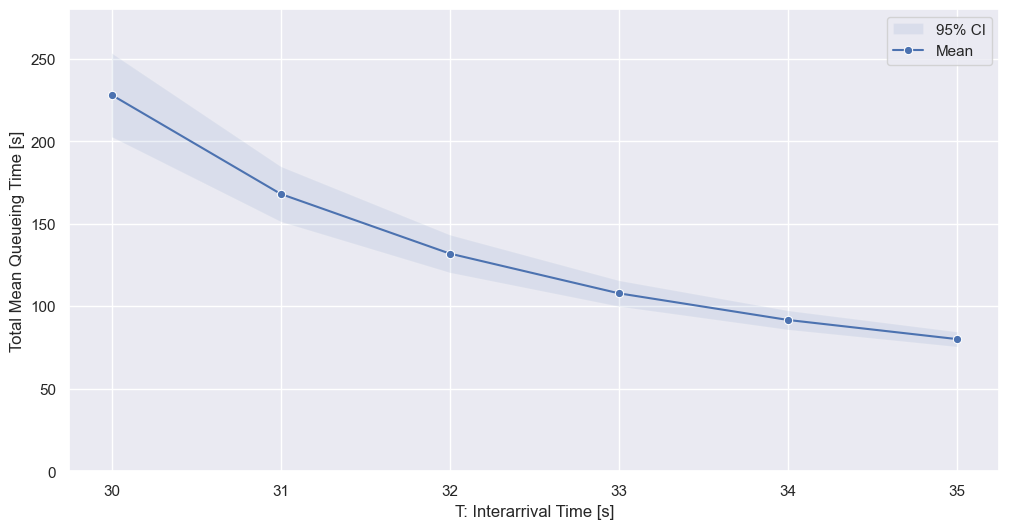 95% CI
Mean
Total Mean Queueing Time [s]
250
200
150
100
50
0
30 31 32 33 34 35
T: Interarrival Time [s]